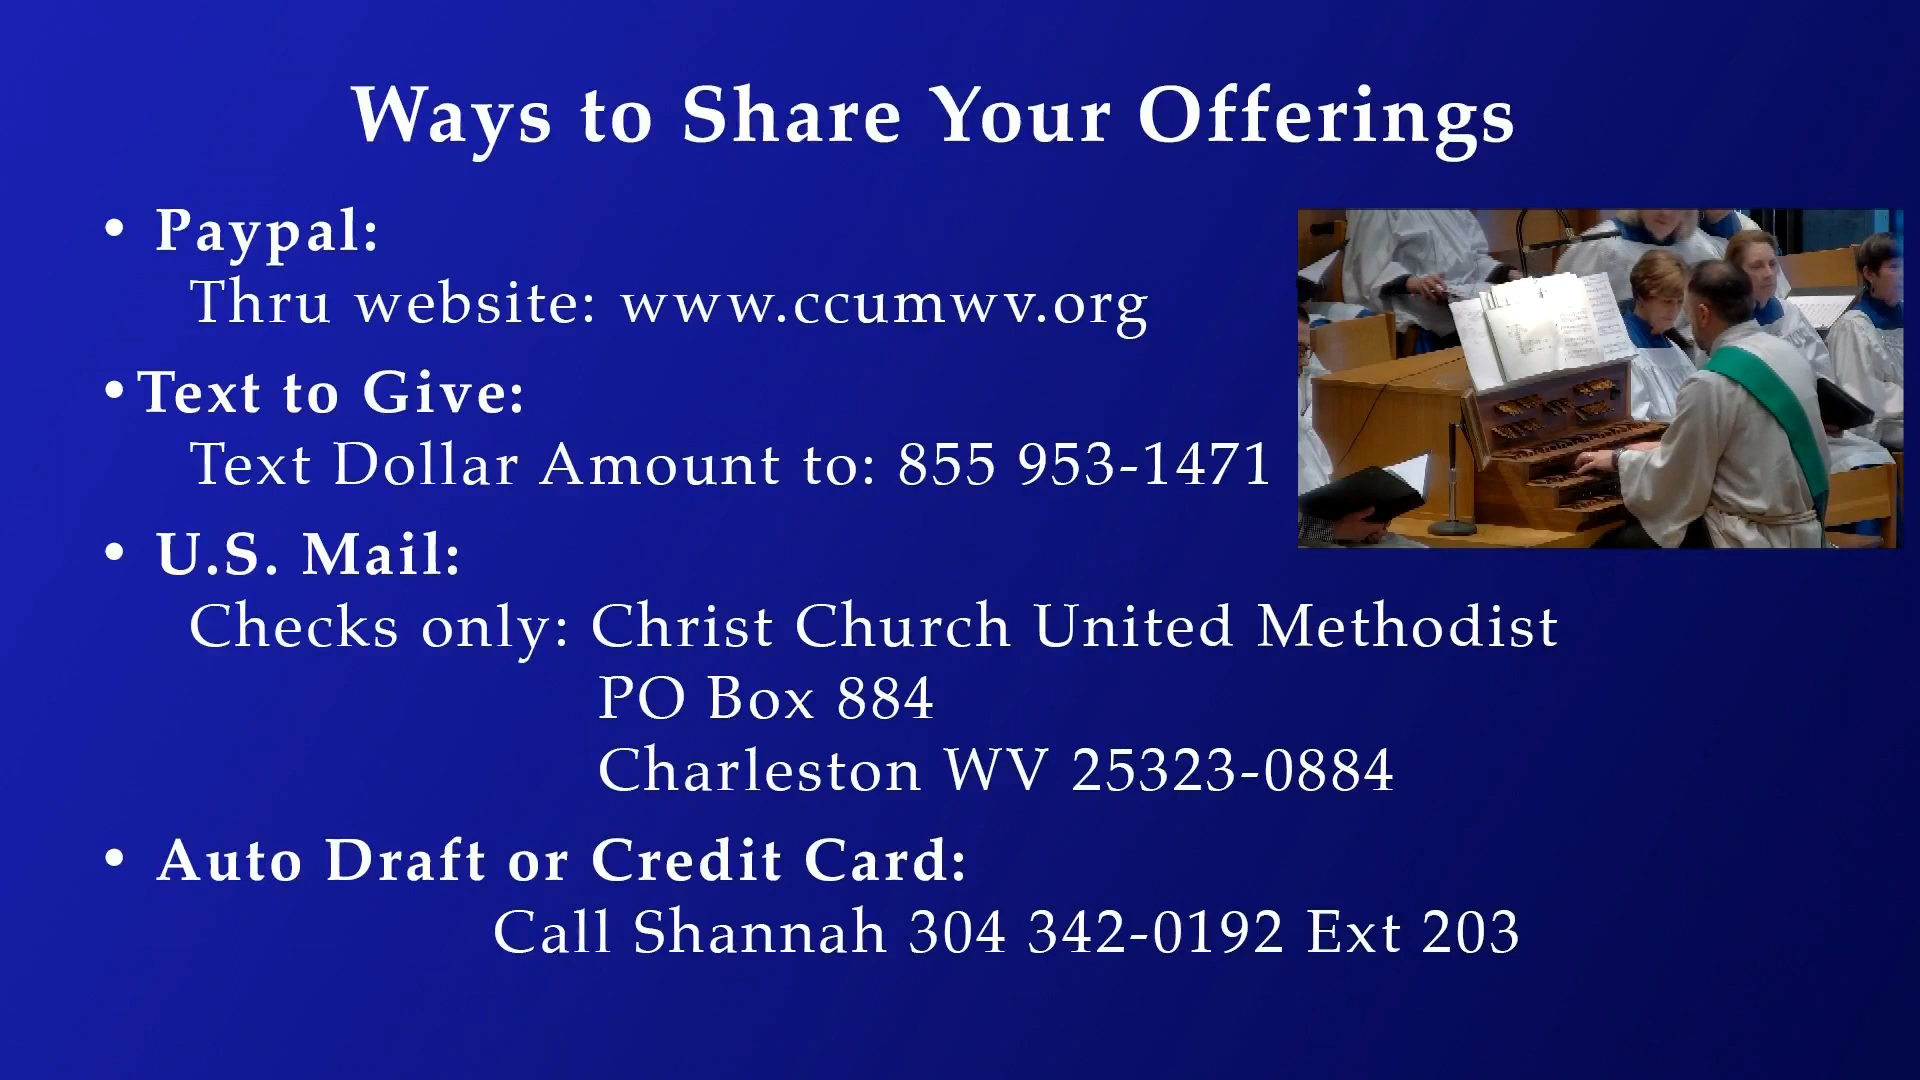 Ways to Share Your Offerings
• Paypal:
Thru website: www.ccumwv.org
• Text to Give:
Text Dollar Amount to: 855 953-1471
• U.S. Mail:
Checks only: Christ Church United Methodist
PO Box 884
Charleston WV 25323-0884
• Auto Draft or Credit Card:
Call Shannah 304 342-0192 Ext 203